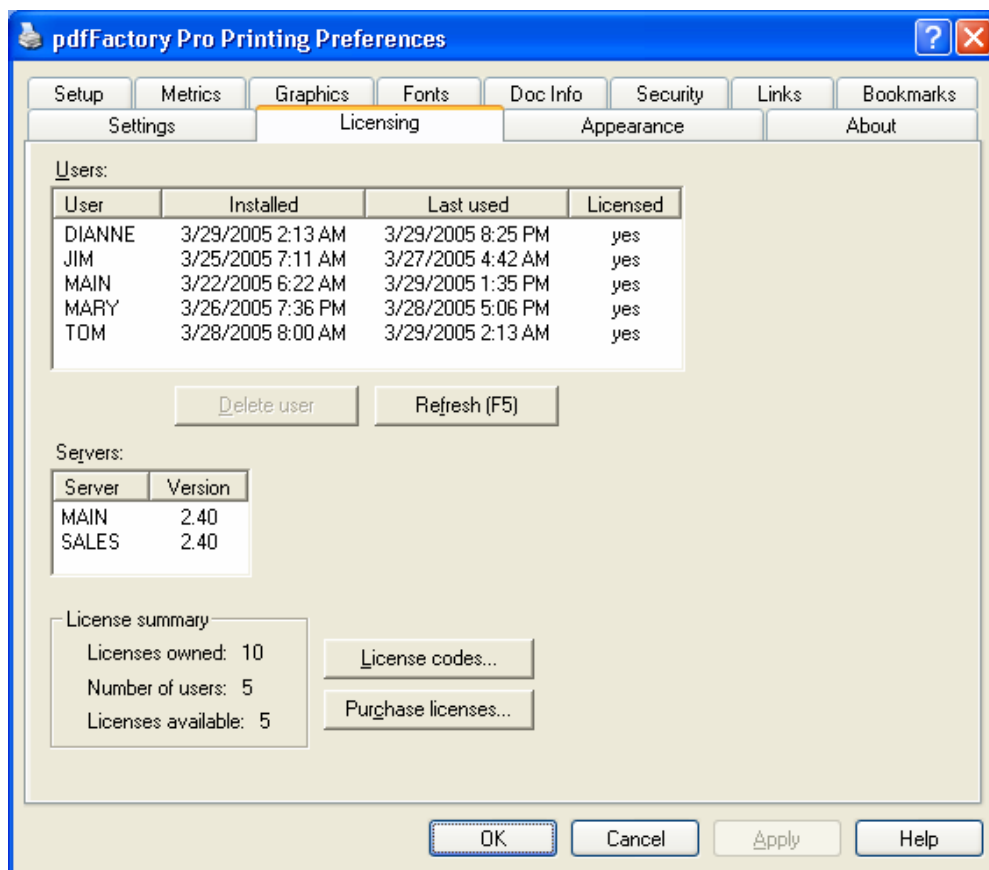 pdfFactory Pro Printing Preferences
Setup Metrics Graphics Fonts Doc Info Security Links Bookmarks
Settings Licensing Appearance About
Users:
User Installed Last used Licensed
DIANNE 3/29/2005 2:13 AM 3/29/2005 8:25 PM yes
JIM 3/25/2005 7:11 AM 3/27/2005 4:42 AM yes
MAIN 3/22/2005 6:22 AM 3/29/2005 1:35 PM yes
MARY 3/26/2005 7:36 PM 3/28/2005 5:06 PM yes
TOM 3/28/2005 8:00 AM 3/29/2005 2:13 AM yes
Delete user Refresh (F5)
Servers:
Server Version
MAIN 2.40
SALES 2.40
License summary
Licenses owned: 10
Number of users: 5
Licenses available: 5
License codes...
Purchase licenses...
OK Cancel Apply Help